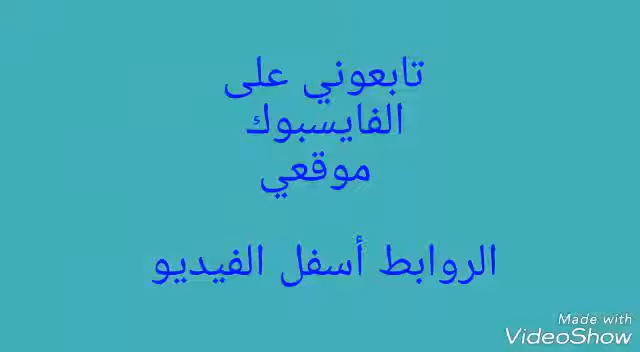 تابعوني على
الفايسبوك
موقعي
الروابط أسفل الفيديو
Made with
VideoShow